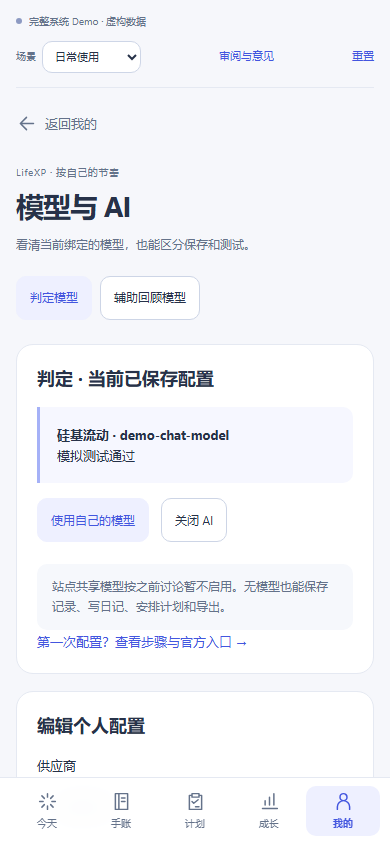 完整系统 Demo · 虚构数据
场景 日常使用 审阅与意见 重置
返回我的
LifeXP · 按自己的节奏
模型与 AI
看清当前绑定的模型，也能区分保存和测试。
判定模型 辅助回顾模型
判定 · 当前已保存配置
硅基流动 · demo-chat-model
模拟测试通过
使用自己的模型 关闭 AI
站点共享模型按之前讨论暂不启用。无模型也能保存
记录、写日记、安排计划和导出。
第一次配置？查看步骤与官方入口 →
编辑个人配置
供应商
今天 手账 计划 成长 我的